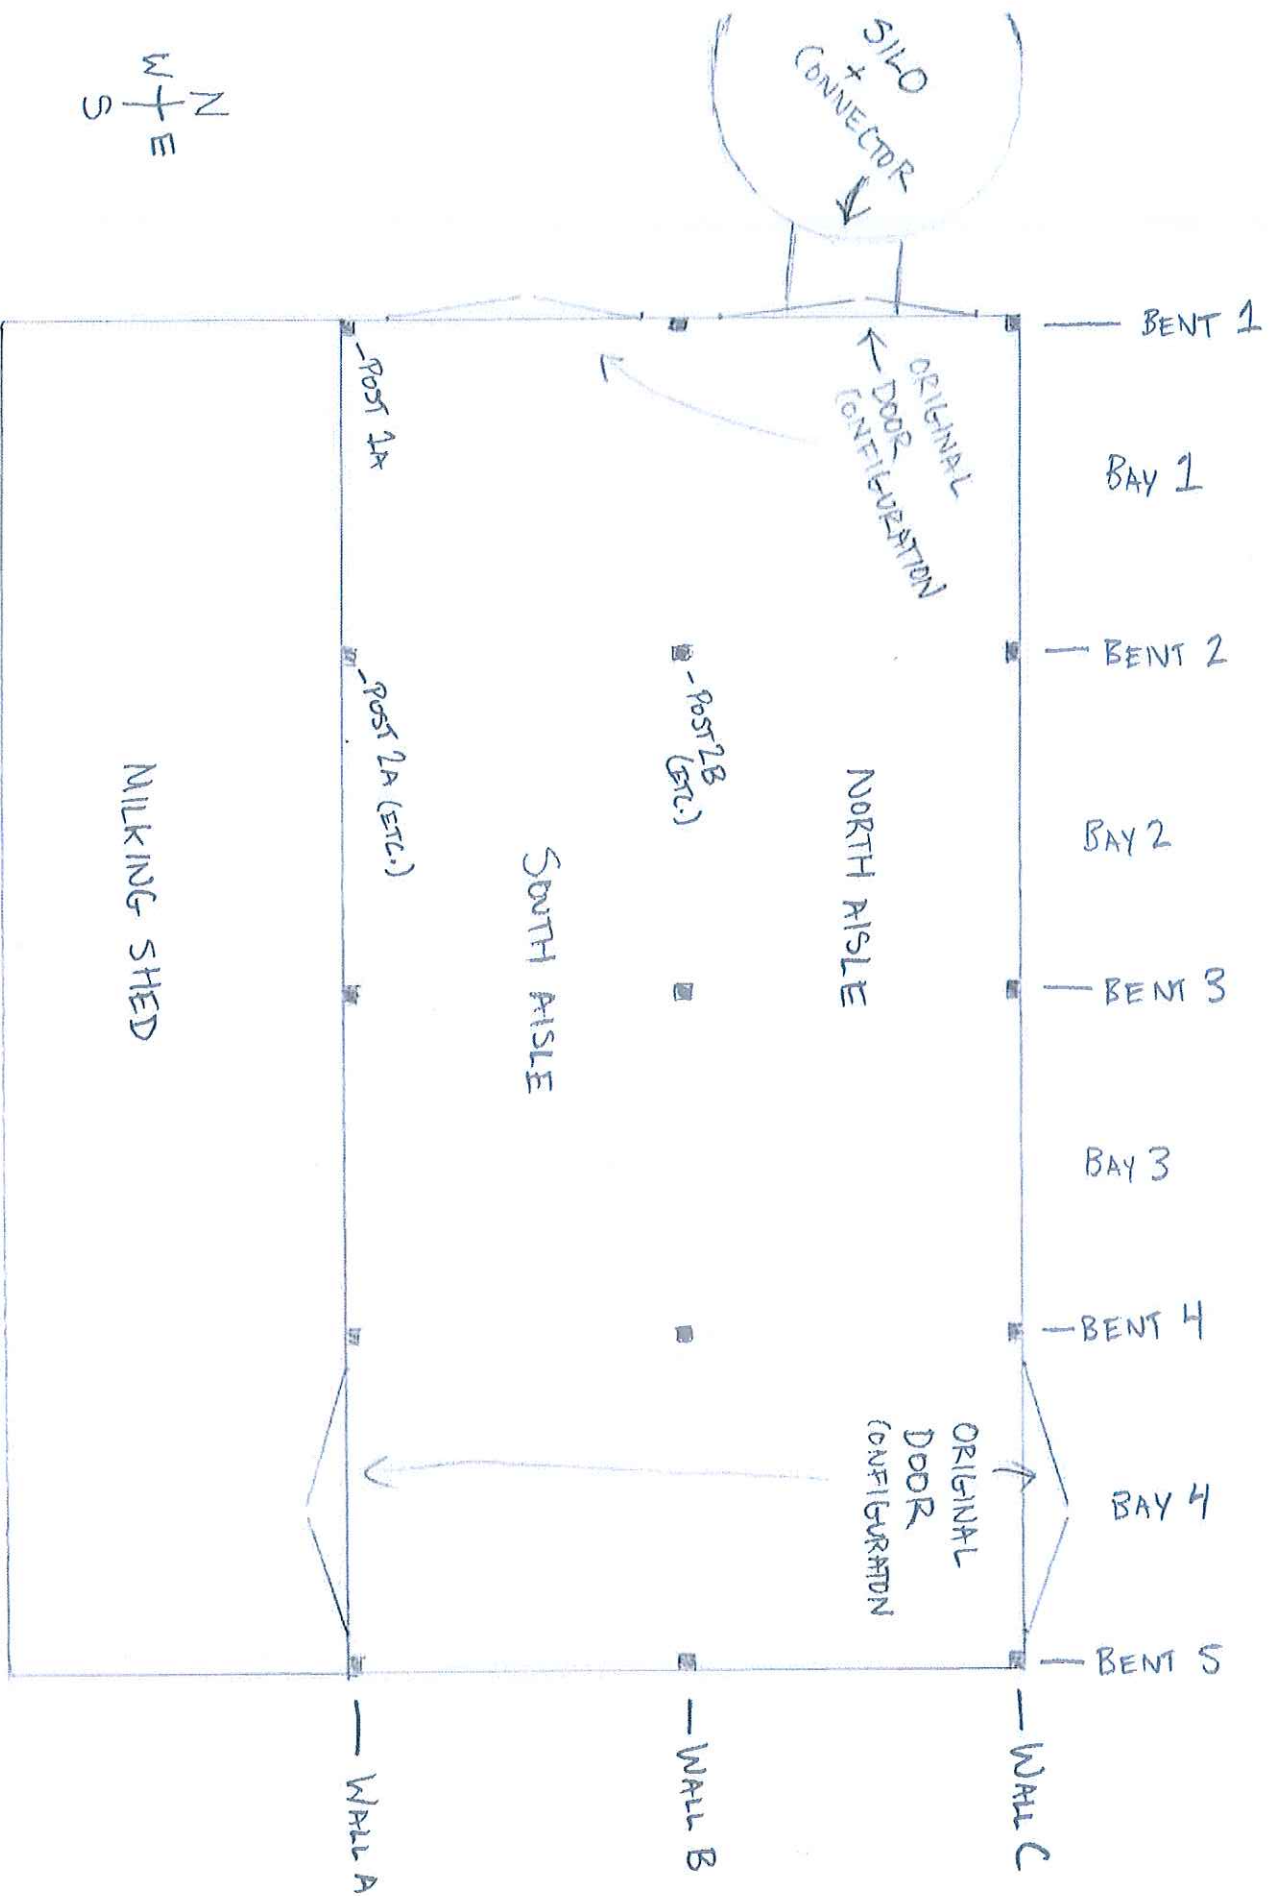 N
W E
S
SILO
+
CONNECTOR
BENT 1
BAY 1
BENT 2
BAY 2
BENT 3
BAY 3
BENT 4
BAY 4
BENT 5
ORIGINAL
DOOR
CONFIGURATION
-POST 1A
-POST 2A (ETC.)
-POST 2B
(ETC.)
NORTH AISLE
SOUTH AISLE
MILKING SHED
ORIGINAL
DOOR
CONFIGURATON
WALL C
WALL B
WALL A